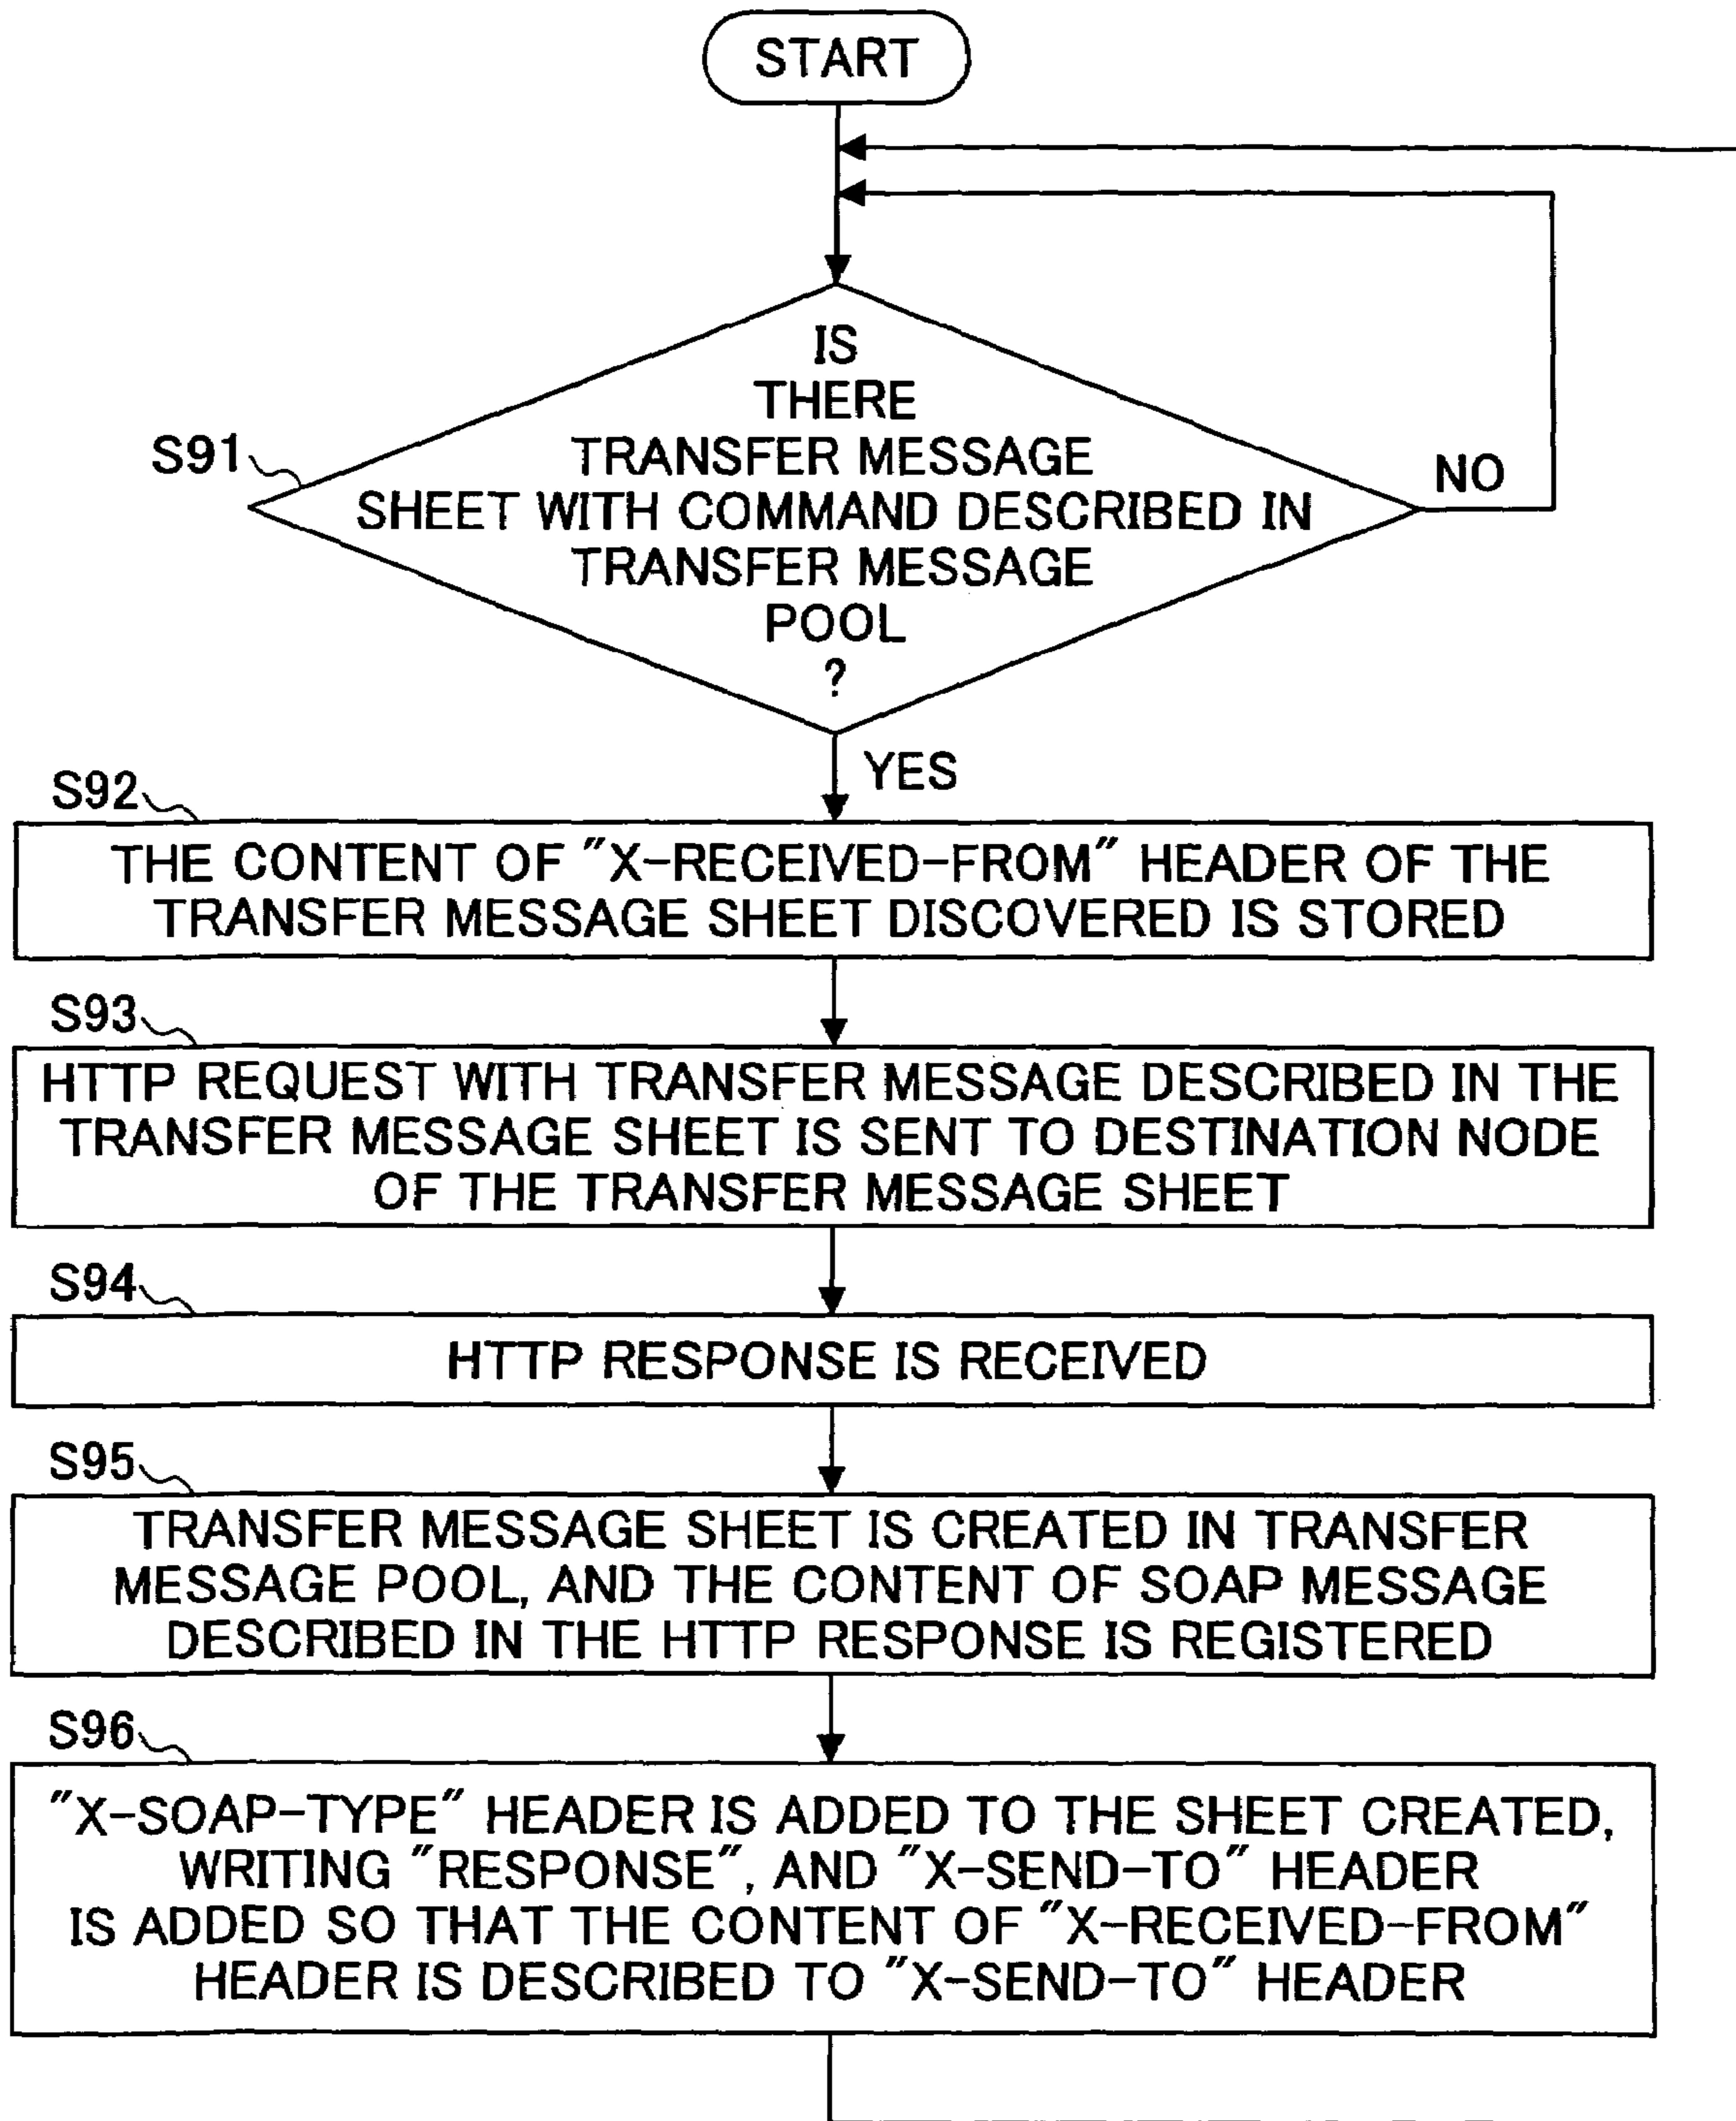 START
IS
THERE
TRANSFER MESSAGE
SHEET WITH COMMAND DESCRIBED IN
TRANSFER MESSAGE
POOL
?
S91
NO
YES
S92
THE CONTENT OF "X-RECEIVED-FROM" HEADER OF THE
TRANSFER MESSAGE SHEET DISCOVERED IS STORED
S93
HTTP REQUEST WITH TRANSFER MESSAGE DESCRIBED IN THE
TRANSFER MESSAGE SHEET IS SENT TO DESTINATION NODE
OF THE TRANSFER MESSAGE SHEET
S94
HTTP RESPONSE IS RECEIVED
S95
TRANSFER MESSAGE SHEET IS CREATED IN TRANSFER
MESSAGE POOL, AND THE CONTENT OF SOAP MESSAGE
DESCRIBED IN THE HTTP RESPONSE IS REGISTERED
S96
"X-SOAP-TYPE" HEADER IS ADDED TO THE SHEET CREATED,
WRITING "RESPONSE", AND "X-SEND-TO" HEADER
IS ADDED SO THAT THE CONTENT OF "X-RECEIVED-FROM"
HEADER IS DESCRIBED TO "X-SEND-TO" HEADER